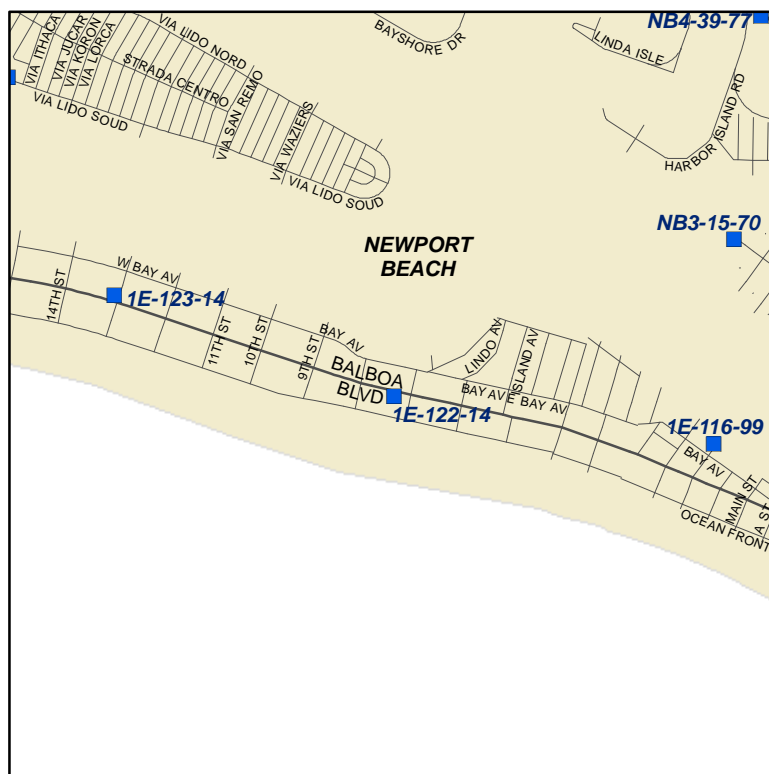 NB4-39-77
BAYSHORE DR
LINDA ISLE
VIA LIDO NORD
VIA ITHACA
VIA JUCAR
VIA KORON
VIA LORCA
STRADA CENTRO
VIA SAN REMO
VIA WAZIERS
VIA LIDO SOUD
VIA LIDO SOUD
HARBOR ISLAND RD
NB3-15-70
NEWPORT
BEACH
W BAY AV
14TH ST
1E-123-14
11TH ST
10TH ST
9TH ST
BAY AV
BALBOA
BLVD
1E-122-14
LINDO AV
ISLAND AV
BAY AV
E BAY AV
1E-116-99
BAY AV
MAIN ST
A ST
OCEAN FRONT